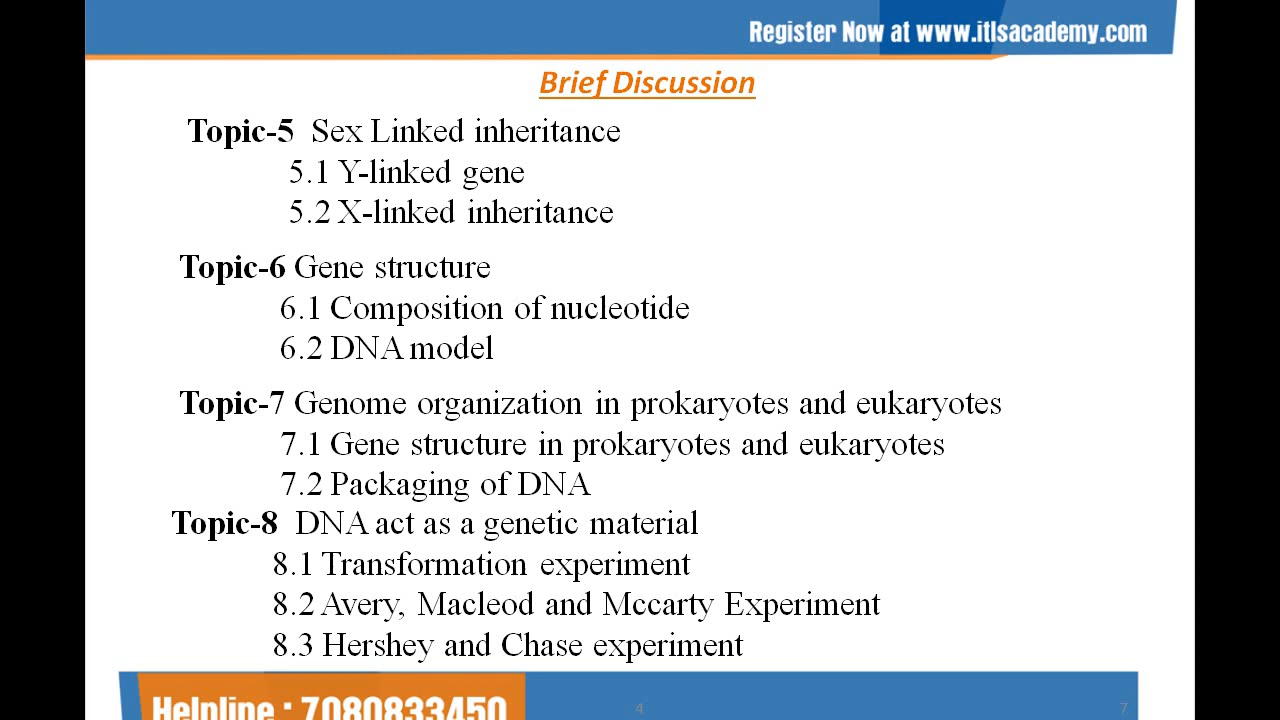 Register Now at www.itlsacademy.com
Brief Discussion
Topic-5 Sex Linked inheritance
5.1 Y-linked gene
5.2 X-linked inheritance
Topic-6 Gene structure
6.1 Composition of nucleotide
6.2 DNA model
Topic-7 Genome organization in prokaryotes and eukaryotes
7.1 Gene structure in prokaryotes and eukaryotes
7.2 Packaging of DNA
Topic-8 DNA act as a genetic material
8.1 Transformation experiment
8.2 Avery, Macleod and Mccarty Experiment
8.3 Hershey and Chase experiment
Helpline : 7080833450
4
7